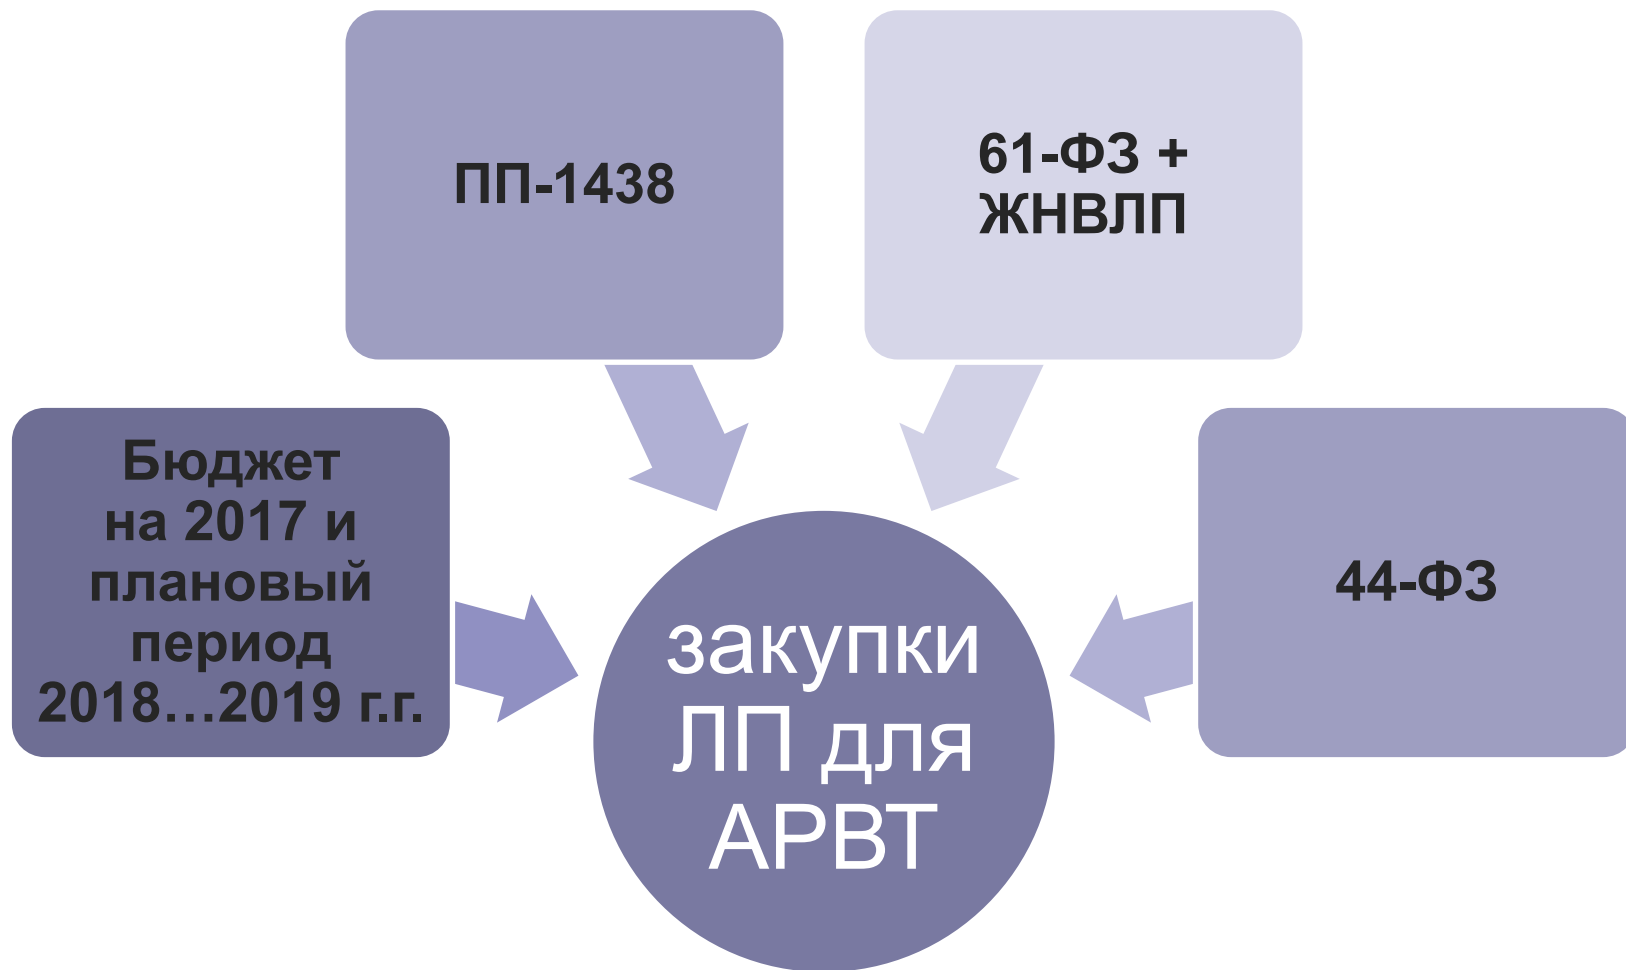 ПП-1438
61-ФЗ +
ЖНВЛП
Бюджет
на 2017 и
плановый
период
2018…2019 г.г.
44-ФЗ
закупки
ЛП для
АРВТ